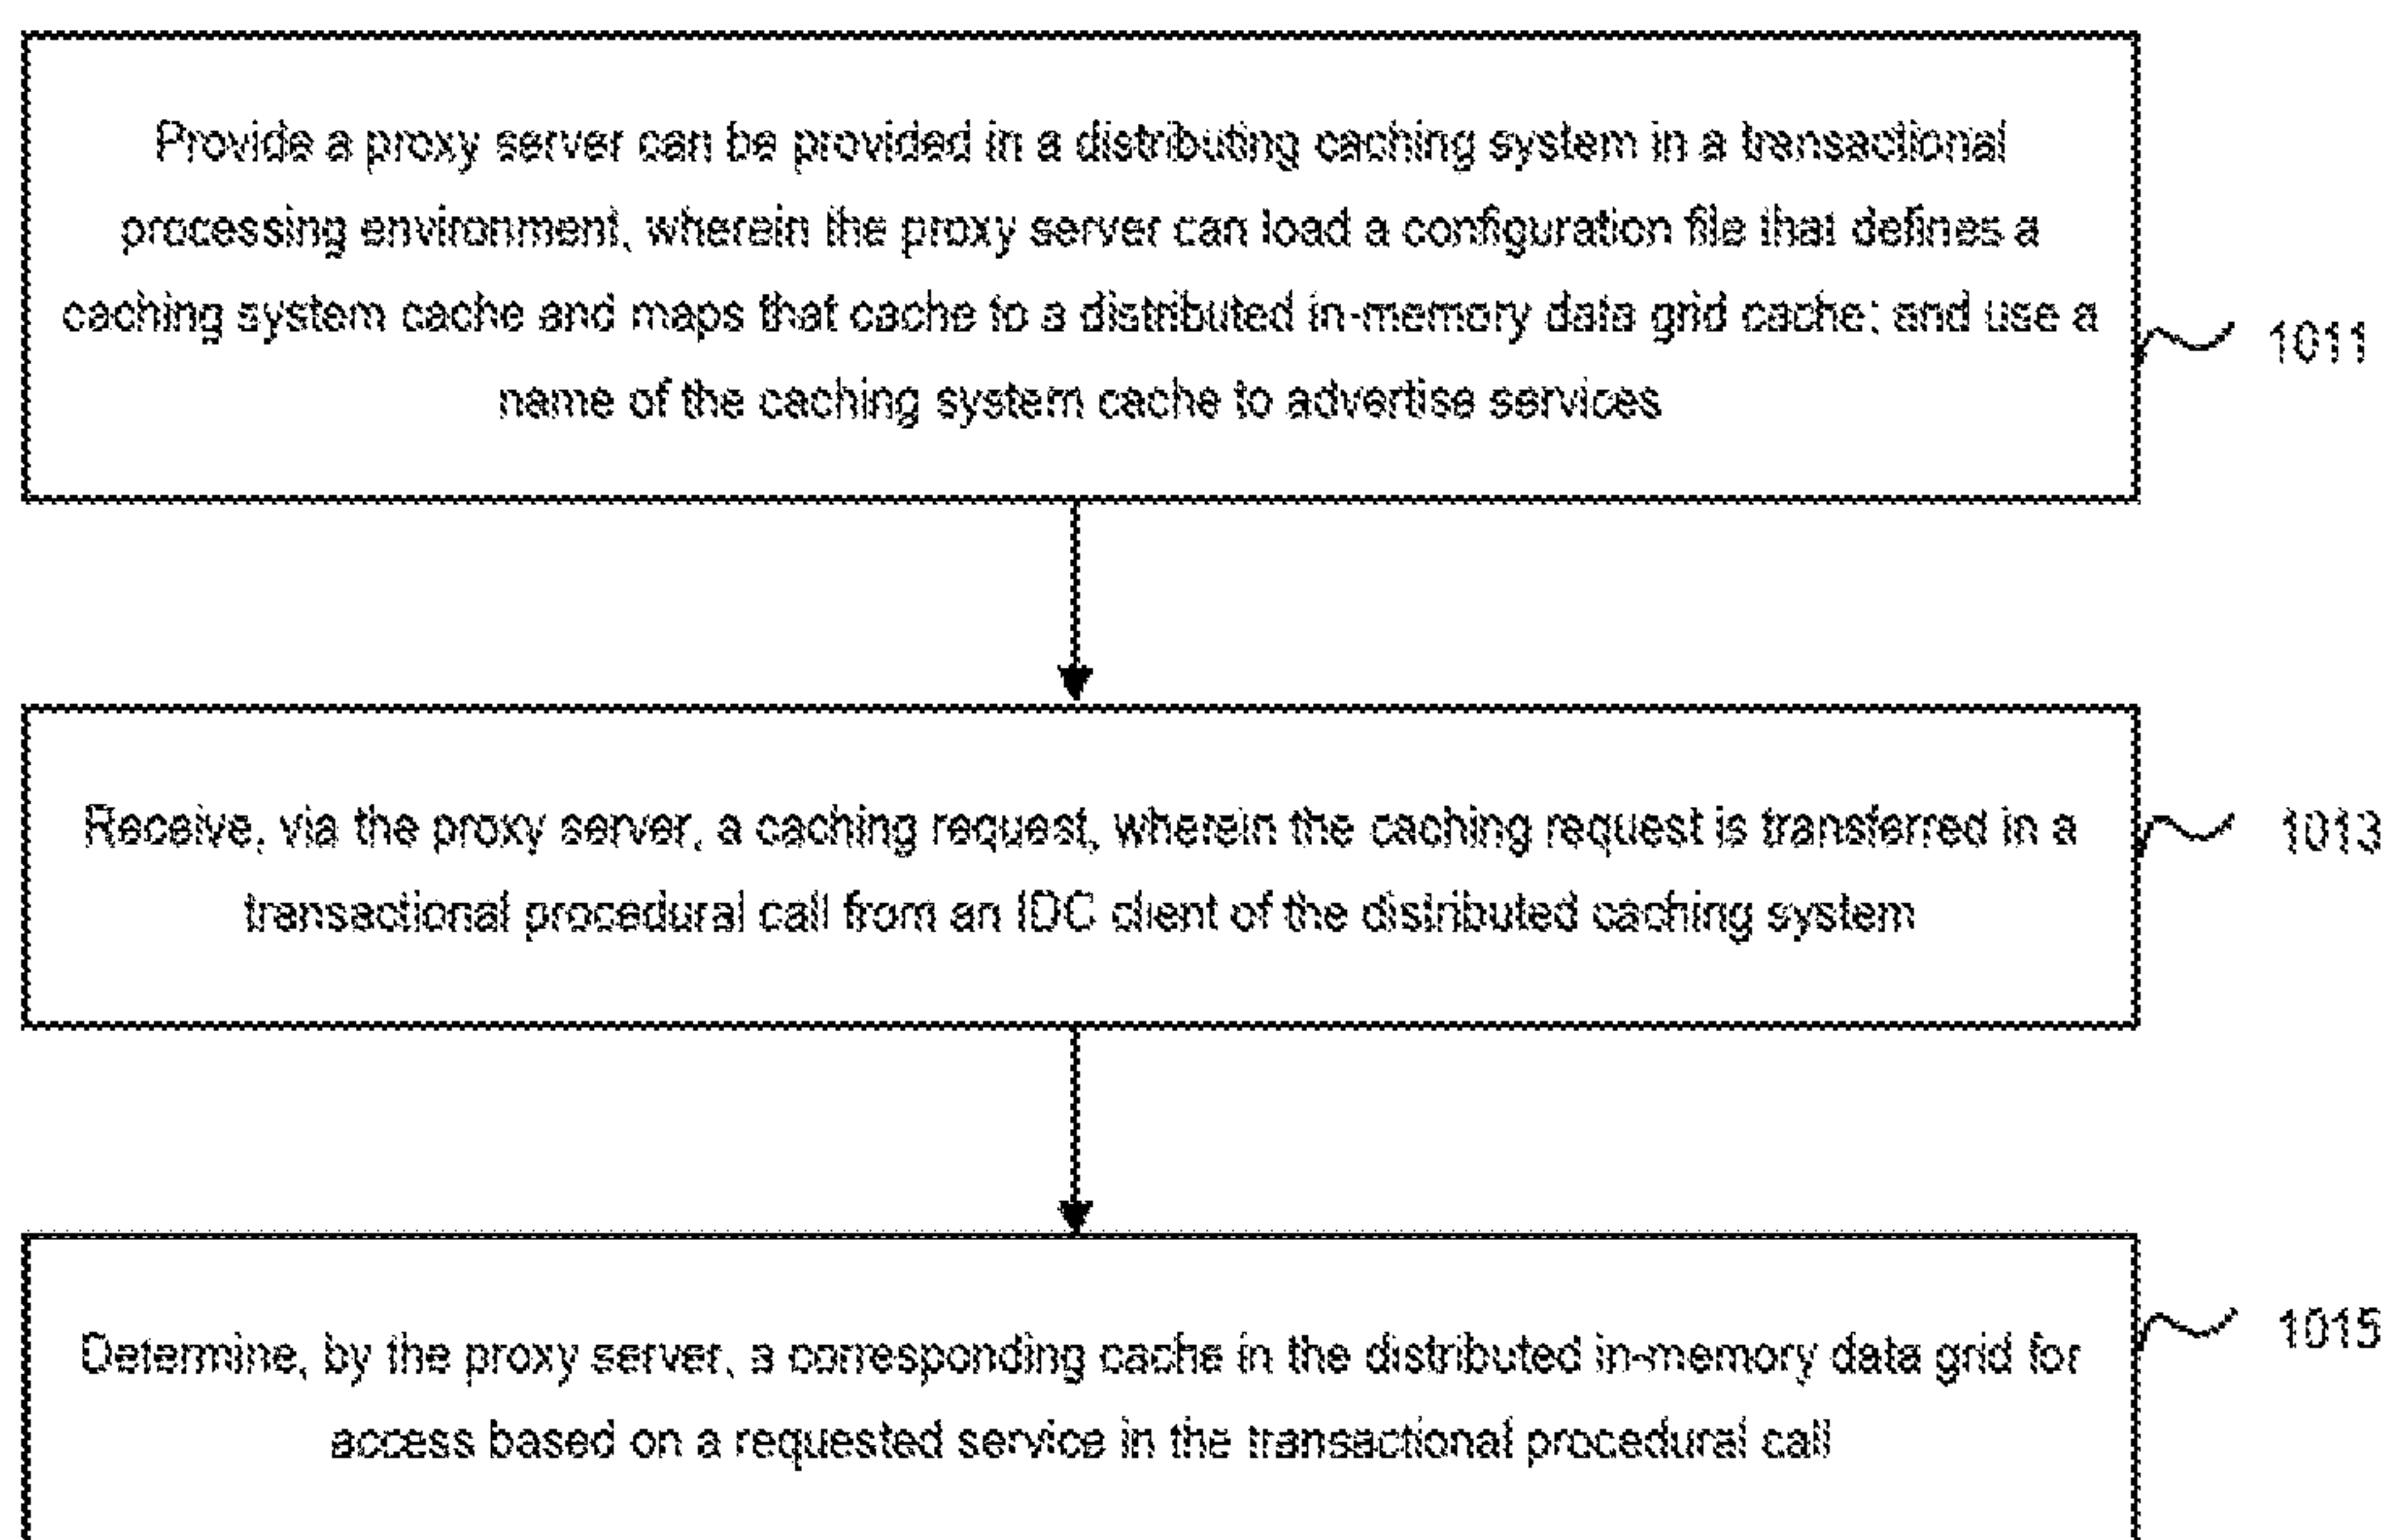 Provide a proxy server can be provided in a distributing caching system in a transactional
processing environment, wherein the proxy server can load a configuration file that defines a
caching system cache and maps that cache to a distributed in-memory data grid cache; and use a
name of the caching system cache to advertise services
1011
Receive, via the proxy server, a caching request, wherein the caching request is transferred in a
transactional procedural call from an IDC client of the distributed caching system
1013
Determine, by the proxy server, a corresponding cache in the distributed in-memory data grid for
access based on a requested service in the transactional procedural call
1015